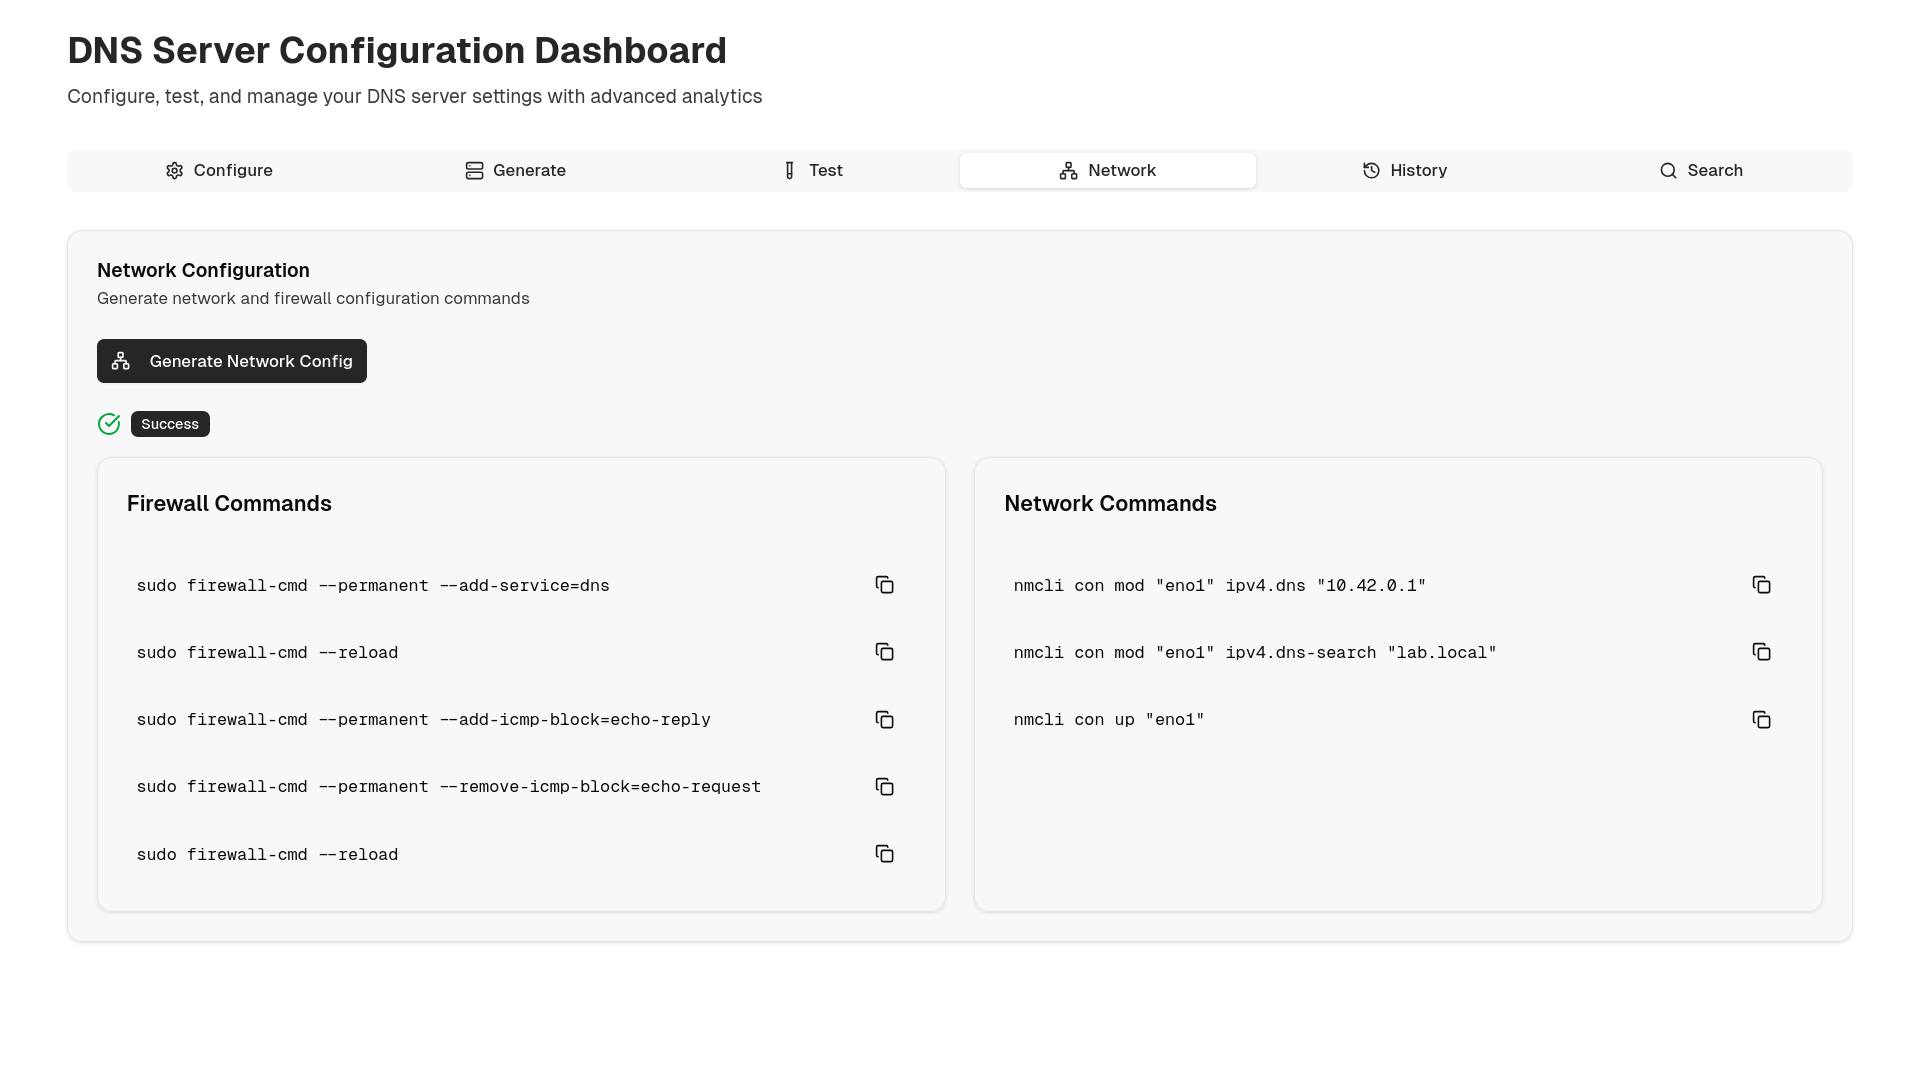 DNS Server Configuration Dashboard
Configure, test, and manage your DNS server settings with advanced analytics
Configure
Generate
Test
Network
History
Search
Network Configuration
Generate network and firewall configuration commands
Generate Network Config
Success
Firewall Commands
sudo firewall-cmd --permanent --add-service=dns
sudo firewall-cmd --reload
sudo firewall-cmd --permanent --add-icmp-block=echo-reply
sudo firewall-cmd --permanent --remove-icmp-block=echo-request
sudo firewall-cmd --reload
Network Commands
nmcli con mod "eno1" ipv4.dns "10.42.0.1"
nmcli con mod "eno1" ipv4.dns-search "lab.local"
nmcli con up "eno1"